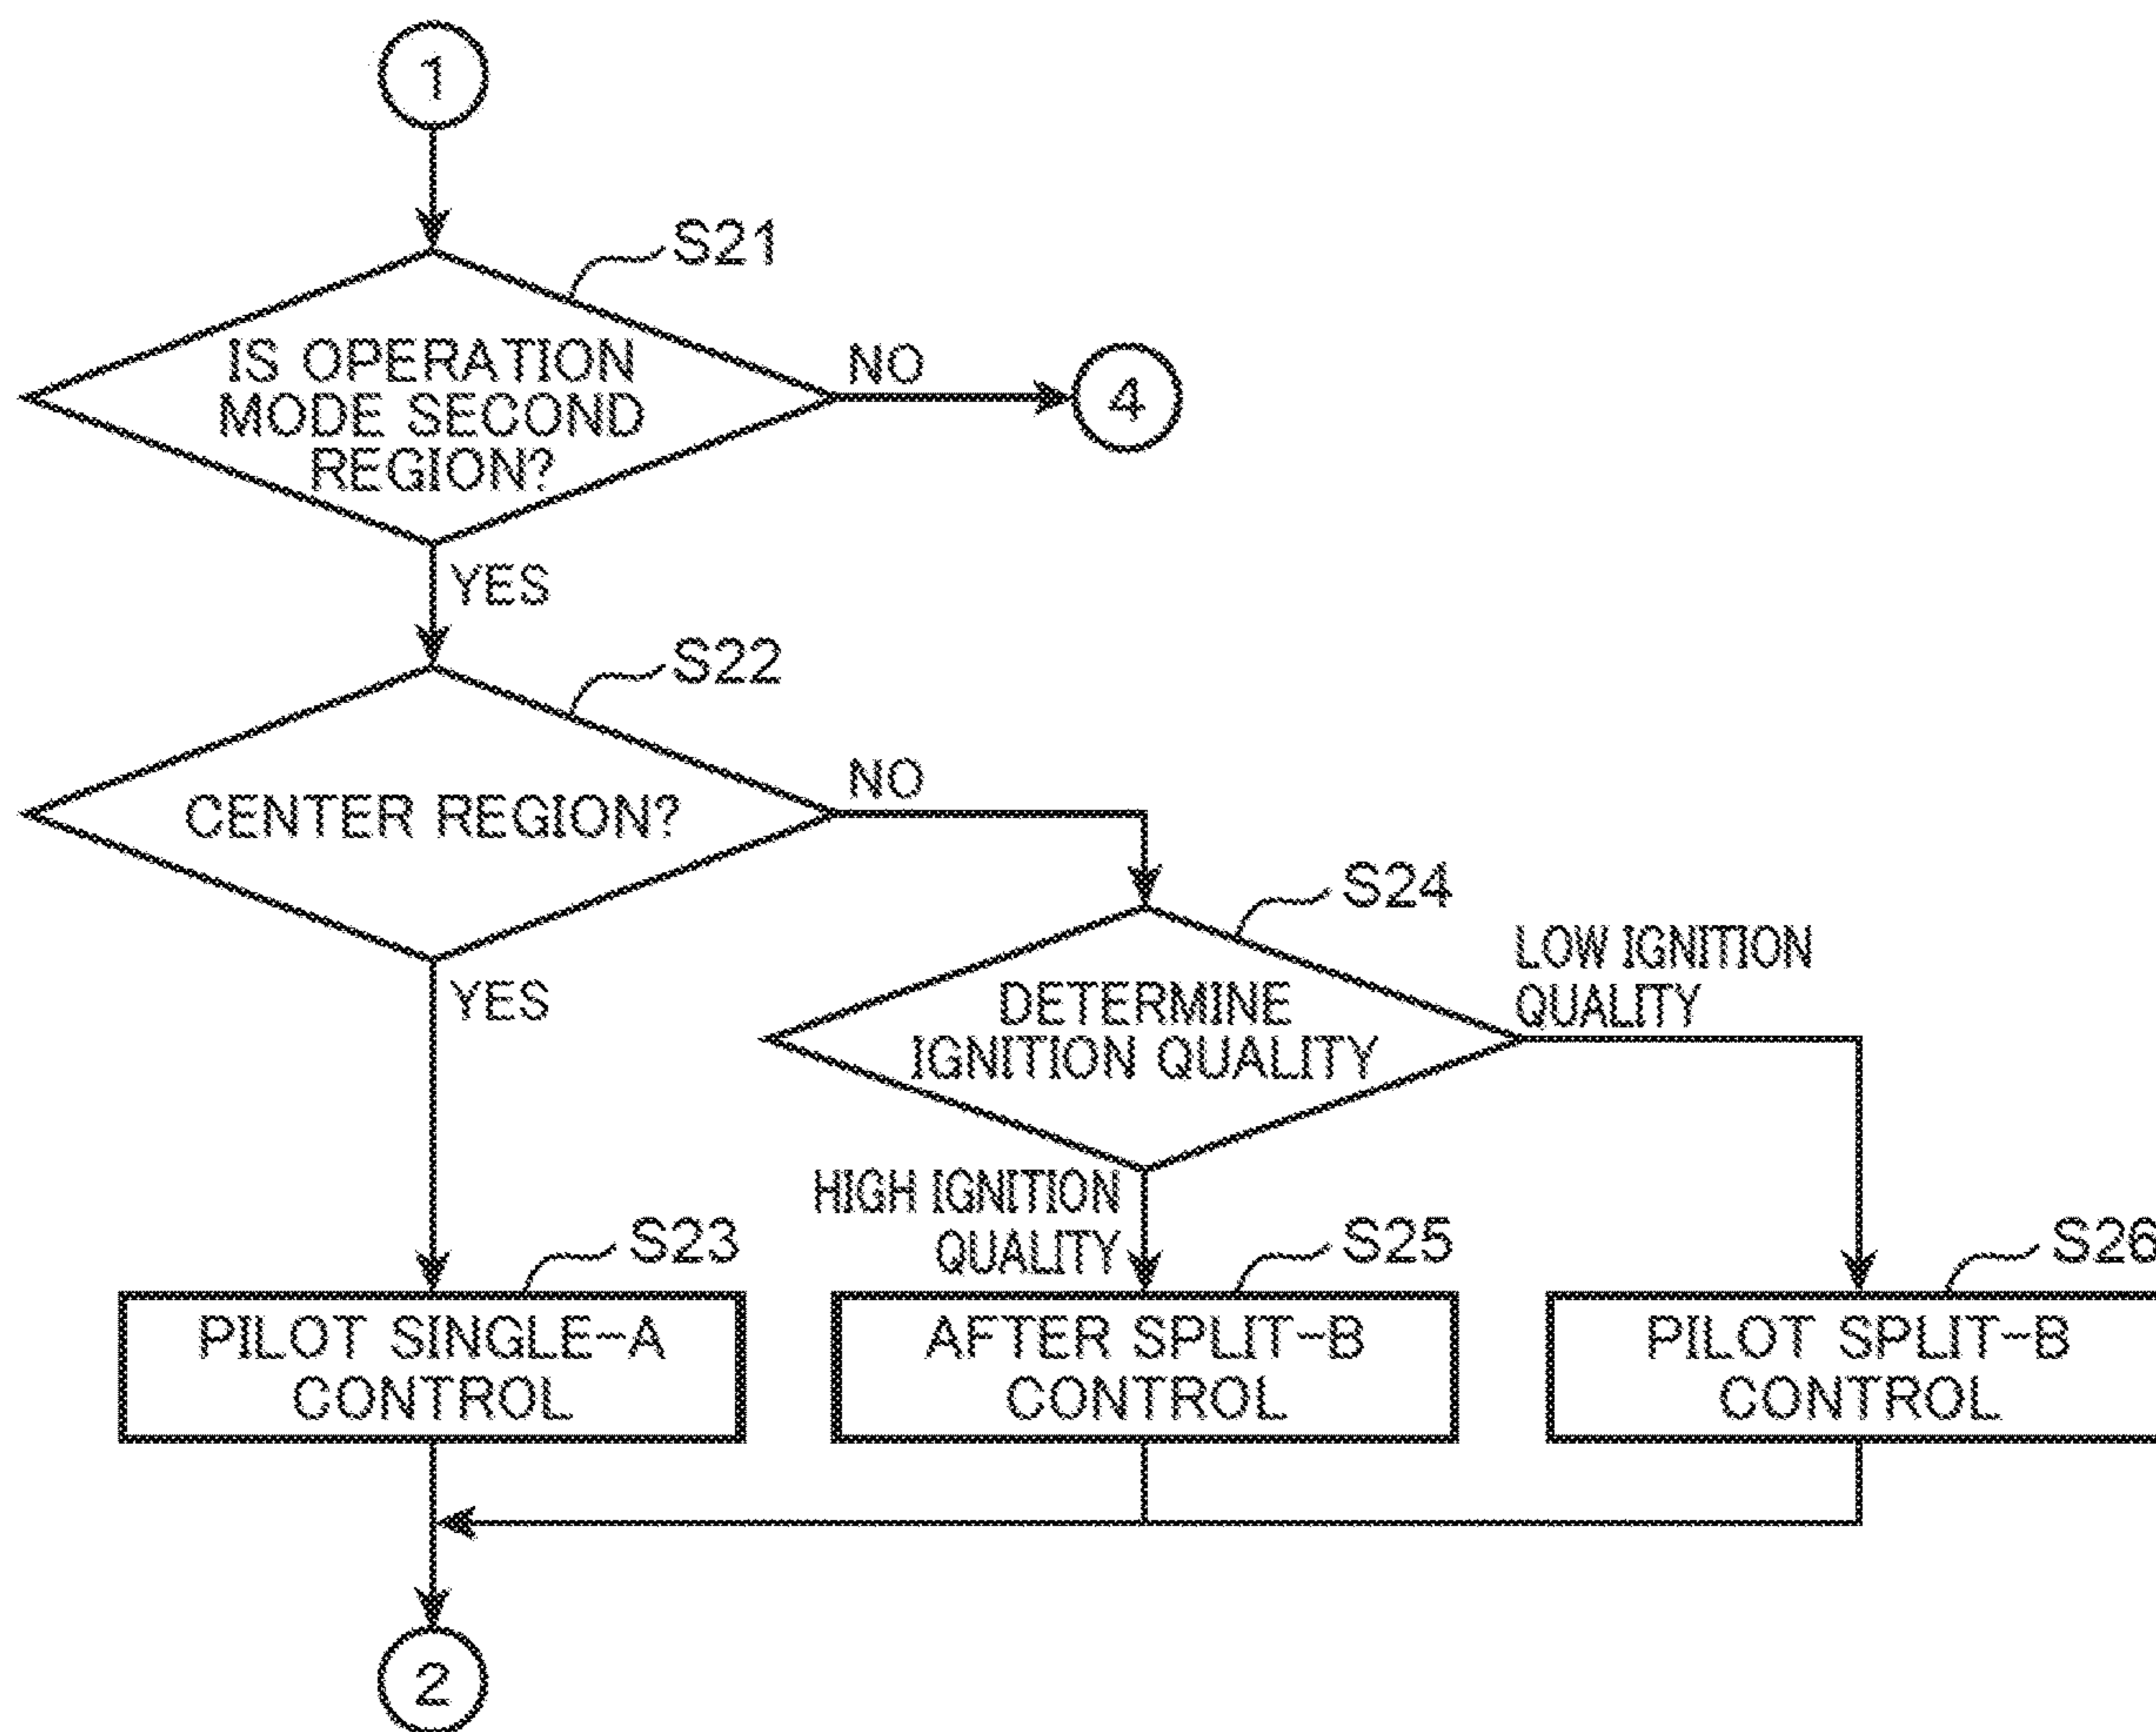 1
S21
IS OPERATION
MODE SECOND
REGION?
NO
4
YES
S22
CENTER REGION?
NO
YES
S24
DETERMINE
IGNITION QUALITY
LOW IGNITION
QUALITY
HIGH IGNITION
QUALITY
S23
PILOT SINGLE-A
CONTROL
S25
AFTER SPLIT-B
CONTROL
S26
PILOT SPLIT-B
CONTROL
2